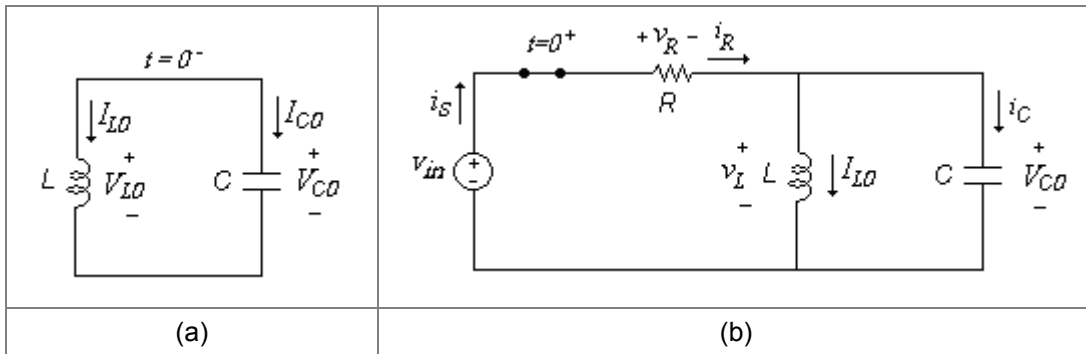 t = 0⁻
I_L0
I_C0
L
+
V_L0
–
C
+
V_C0
–
(a)
t=0⁺
+ v_R –
i_R
R
i_S
v_in
+
–
+
v_L
–
L
I_L0
i_C
C
+
V_C0
–
(b)